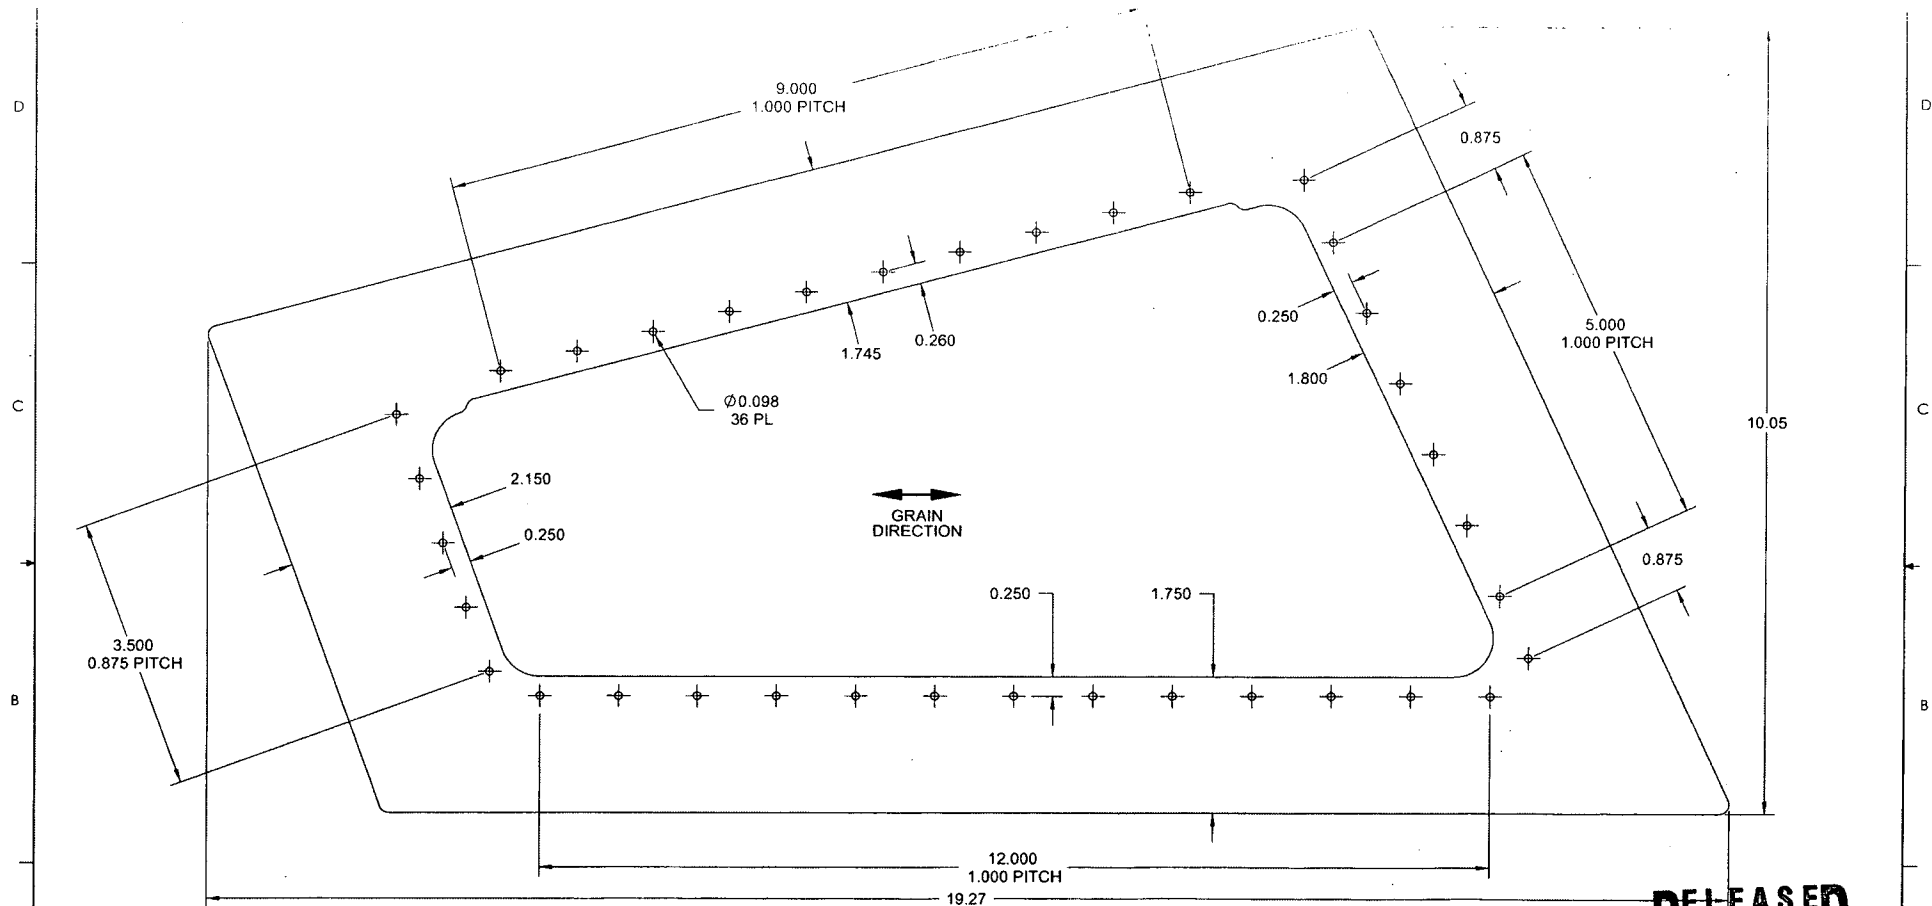 9.000
1.000 PITCH
D
D
0.875
0.250
5.000
1.000 PITCH
0.260
1.745
1.800
Ø0.098
36 PL
C
C
10.05
2.150
GRAIN
DIRECTION
0.250
0.875
0.250
1.750
3.500
0.875 PITCH
B
B
12.000
1.000 PITCH
19.27
RELEASED